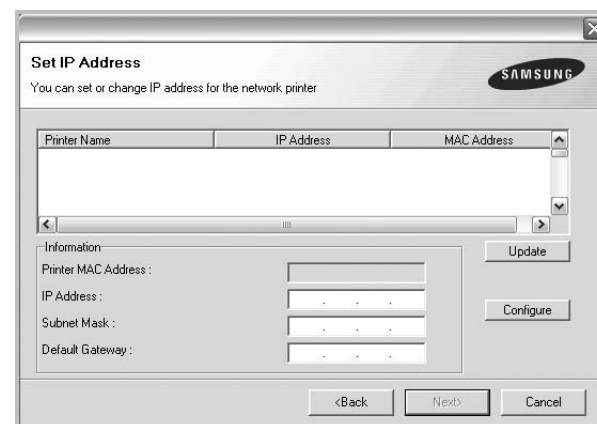 Set IP Address
You can set or change IP address for the network printer
SAMSUNG
Printer Name IP Address MAC Address
Information
Printer MAC Address :
IP Address :
Subnet Mask :
Default Gateway :
Update
Configure
<Back Next> Cancel